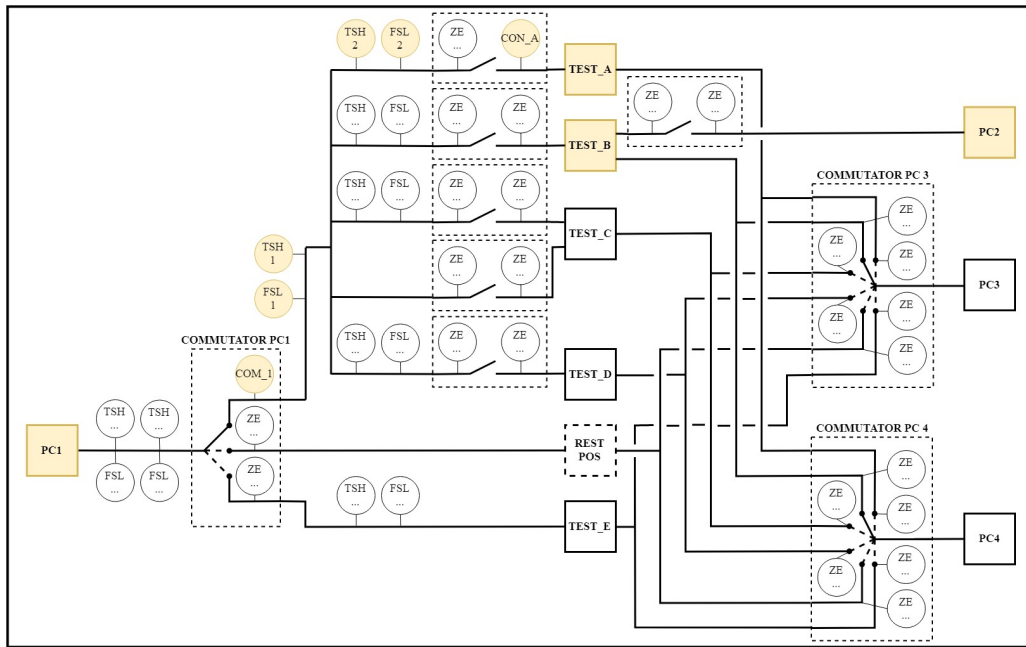 TSH
2
FSL
2
ZE
...
CON_A
TEST_A
TSH
...
FSL
...
ZE
...
ZE
...
TEST_B
ZE
...
ZE
...
PC2
TSH
...
FSL
...
ZE
...
ZE
...
TEST_C
COMMUTATOR PC 3
ZE
...
ZE
...
ZE
...
ZE
...
ZE
...
ZE
...
PC3
TSH
1
FSL
1
ZE
...
ZE
...
TSH
...
FSL
...
ZE
...
ZE
...
TEST_D
COMMUTATOR PC1
COM_1
ZE
...
ZE
...
PC1
TSH
...
TSH
...
FSL
...
FSL
...
REST
POS
TSH
...
FSL
...
TEST_E
COMMUTATOR PC 4
ZE
...
ZE
...
ZE
...
ZE
...
ZE
...
ZE
...
PC4